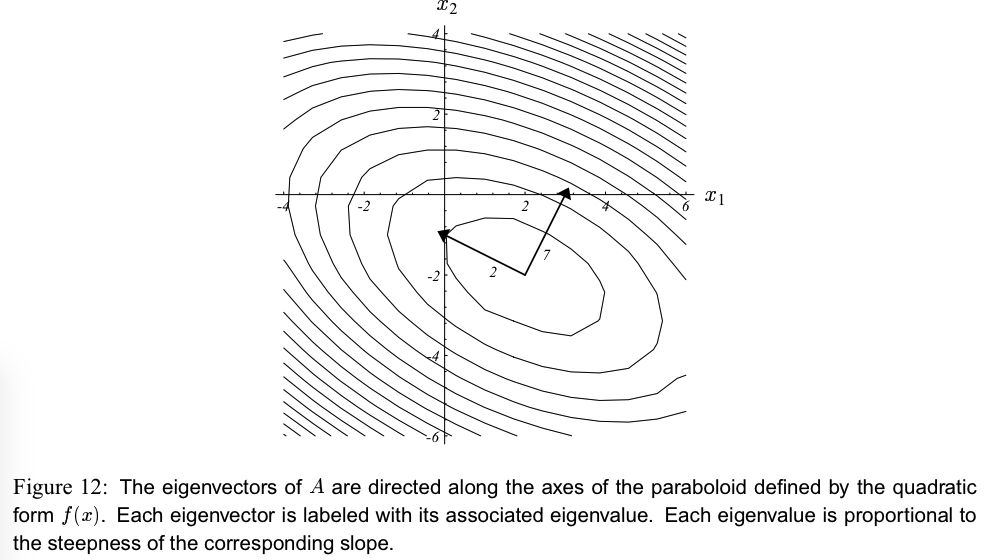 x2
4
2
-4
-2
2
4
6
x1
7
2
-2
-4
-6
Figure 12: The eigenvectors of A are directed along the axes of the paraboloid defined by the quadratic
form f(x). Each eigenvector is labeled with its associated eigenvalue. Each eigenvalue is proportional to
the steepness of the corresponding slope.